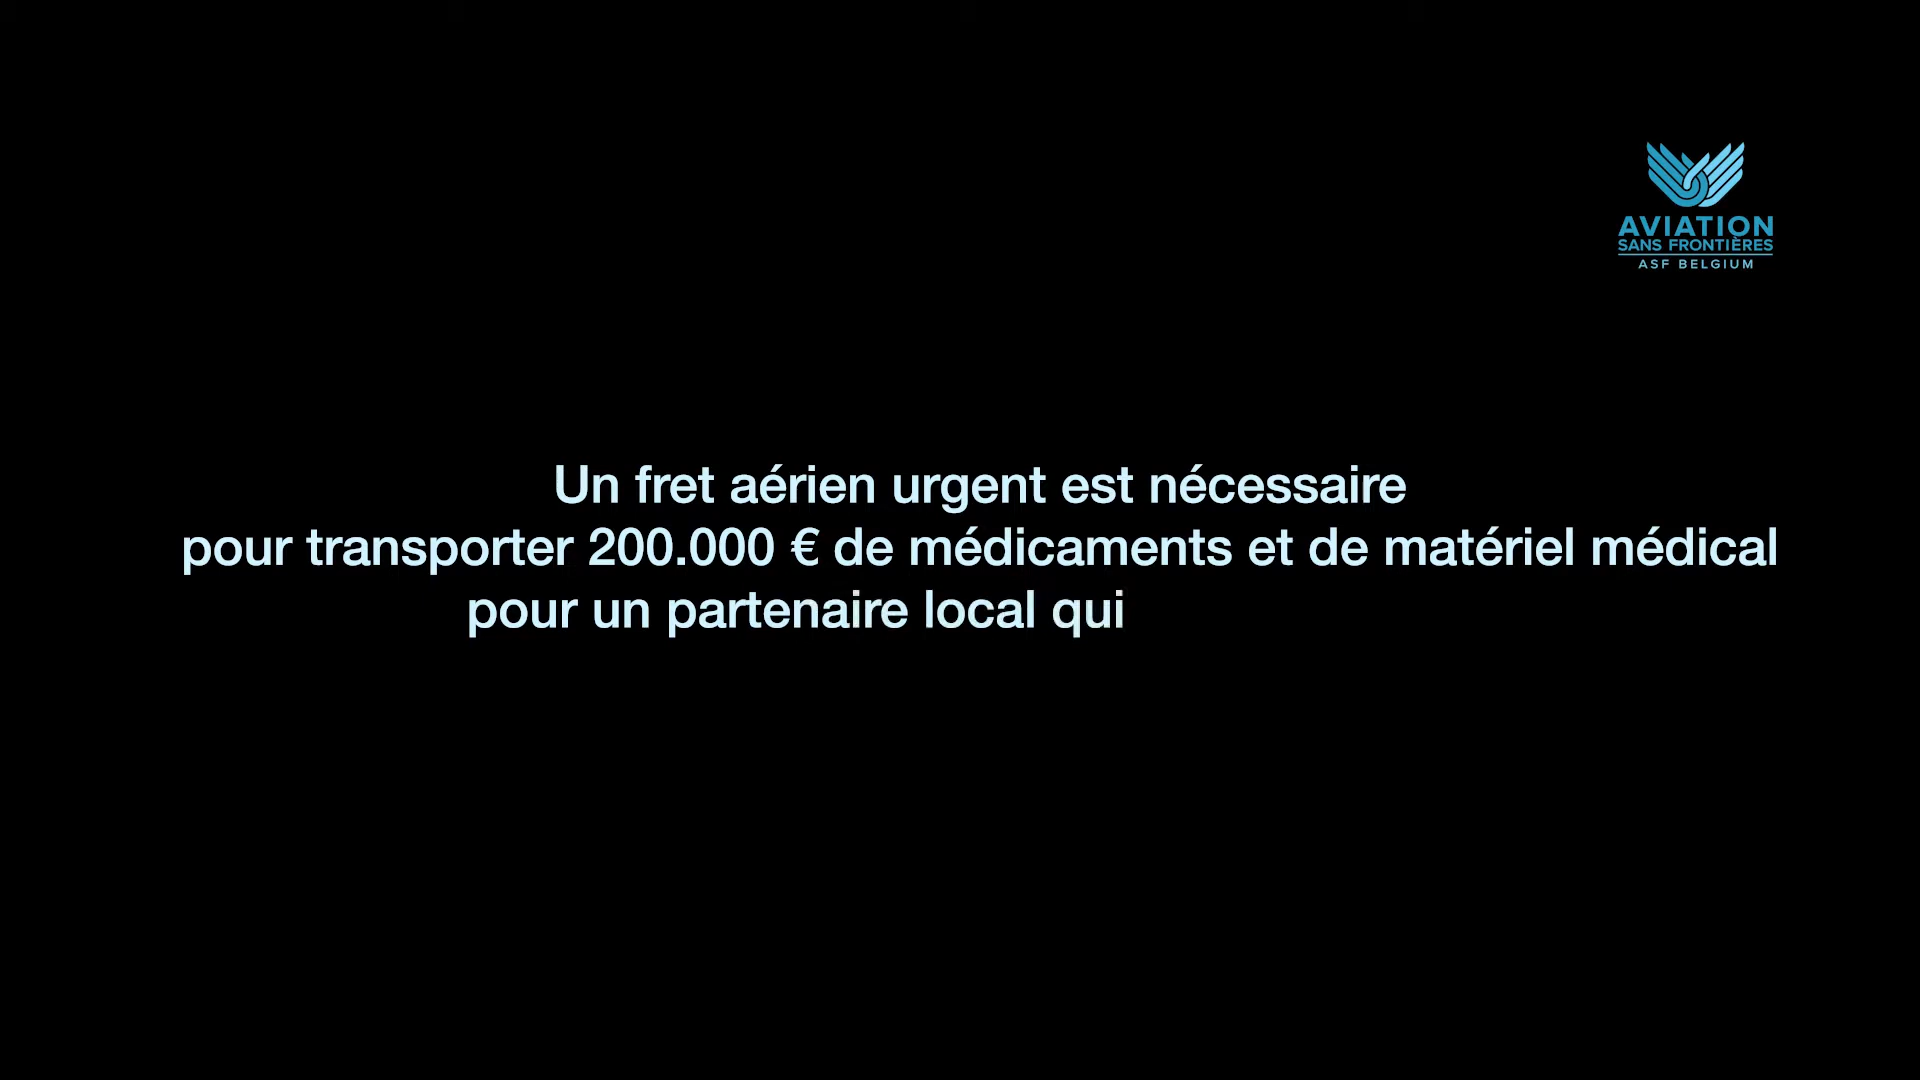 AVIATION
SANS FRONTIÈRES
ASF BELGIUM
Un fret aérien urgent est nécessaire
pour transporter 200.000 € de médicaments et de matériel médical
pour un partenaire local qui